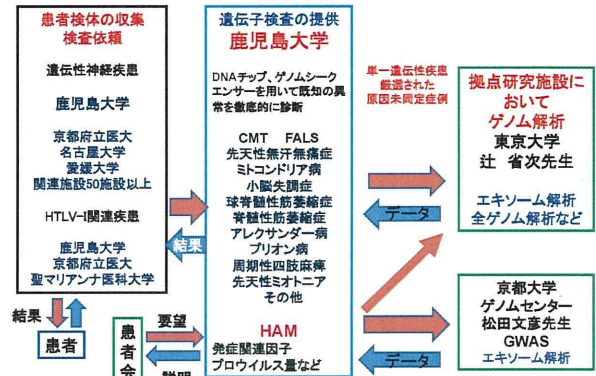 患者検体の収集
検査依頼
遺伝性神経疾患
鹿児島大学
京都府立医大
名古屋大学
愛媛大学
関連施設50施設以上
HTLV-I関連疾患
鹿児島大学
京都府立医大
聖マリアンナ医科大学
結果
患者
患者会
要望
説明
結果
遺伝子検査の提供
鹿児島大学
DNAチップ、ゲノムシーク
エンサーを用いて既知の異
常を徹底的に診断
CMT FALS
先天性無汗無痛症
ミトコンドリア病
小脳失調症
球脊髄性筋萎縮症
脊髄性筋萎縮症
アレクサンダー病
プリオン病
周期性四肢麻痺
先天性ミオトニア
その他
HAM
発症関連因子
プロウイルス量など
単一遺伝性疾患
厳選された
原因未同定症例
データ
データ
拠点研究施設に
おいて
ゲノム解析
東京大学
辻 省次先生
エキソーム解析
全ゲノム解析など
京都大学
ゲノムセンター
松田文彦先生
GWAS
エキソーム解析